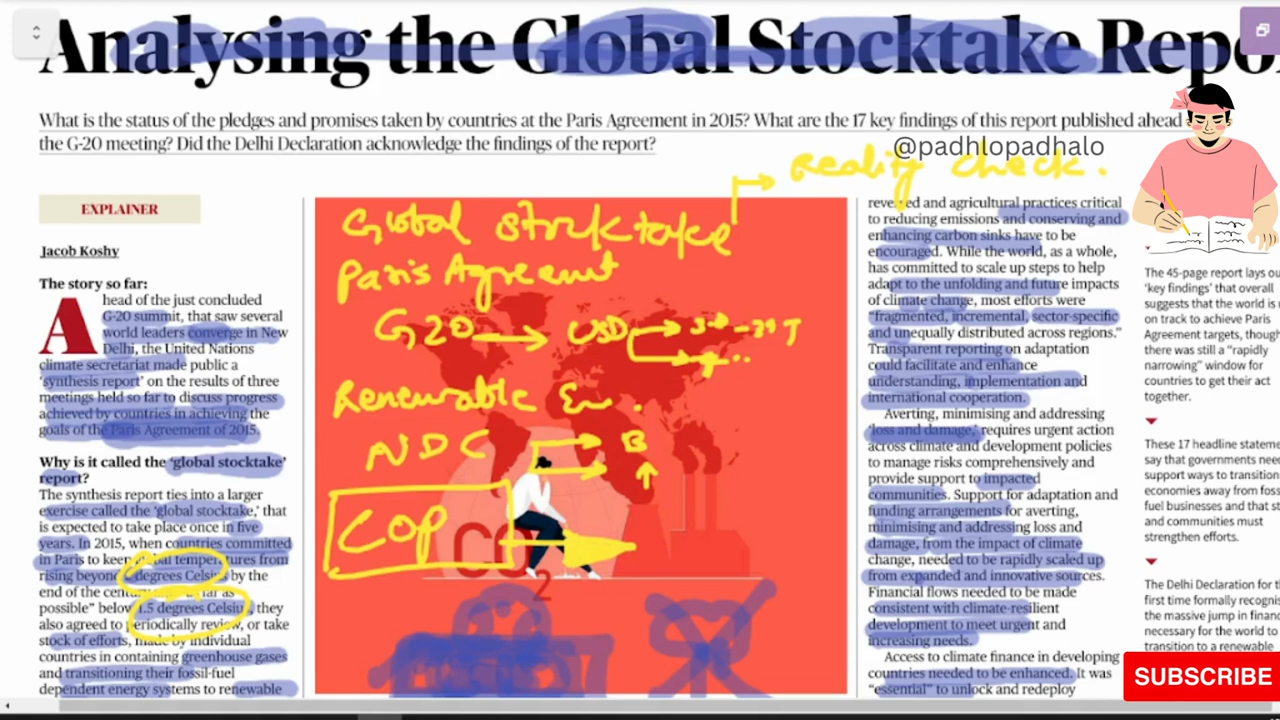 Analysing the Global Stocktake Repo
What is the status of the pledges and promises taken by countries at the Paris Agreement in 2015? What are the 17 key findings of this report published ahead
the G-20 meeting? Did the Delhi Declaration acknowledge the findings of the report?
@padhlopadhalo
Reality check.
EXPLAINER
Jacob Koshy
The story so far:
Ahead of the just concluded
G-20 summit, that saw several
world leaders converge in New
Delhi, the United Nations
climate secretariat made public a
'synthesis report' on the results of three
meetings held so far to discuss progress
achieved by countries in achieving the
goals of the Paris Agreement of 2015.
Why is it called the 'global stocktake'
report?
The synthesis report ties into a larger
exercise called the 'global stocktake,' that
is expected to take place once in five
years. In 2015, when countries committed
in Paris to keep global temperatures from
rising beyond degrees Celsius by the
end of the as
possible" below 1.5 degrees Celsius, they
also agreed to periodically review, or take
stock of efforts, made by individual
countries in containing greenhouse gases
and transitioning their fossil-fuel
dependent energy systems to renewable
Global stocktake
Paris Agreemt
G20 USD
Renewable En.
NDC B
COP
CO2
reversed and agricultural practices critical
to reducing emissions and conserving and
enhancing carbon sinks have to be
encouraged. While the world, as a whole,
has committed to scale up steps to help
adapt to the unfolding and future impacts
of climate change, most efforts were
"fragmented, incremental, sector-specific
and unequally distributed across regions."
Transparent reporting on adaptation
could facilitate and enhance
understanding, implementation and
international cooperation.
Averting, minimising and addressing
'loss and damage,' requires urgent action
across climate and development policies
to manage risks comprehensively and
provide support to impacted
communities. Support for adaptation and
funding arrangements for averting,
minimising and addressing loss and
damage, from the impact of climate
change, needed to be rapidly scaled up
from expanded and innovative sources.
Financial flows needed to be made
consistent with climate-resilient
development to meet urgent and
increasing needs.
Access to climate finance in developing
countries needed to be enhanced. It was
"essential" to unlock and redeploy
The 45-page report lays ou
'key findings' that overall
suggests that the world is n
on track to achieve Paris
Agreement targets, though
there was still a "rapidly
narrowing" window for
countries to get their act
together.
These 17 headline stateme
say that governments need
support ways to transition
economies away from foss
fuel businesses and that st
and communities must
strengthen efforts.
The Delhi Declaration for th
first time formally recognis
the massive jump in financ
necessary for the world to
transition to a renewable
SUBSCRIBE